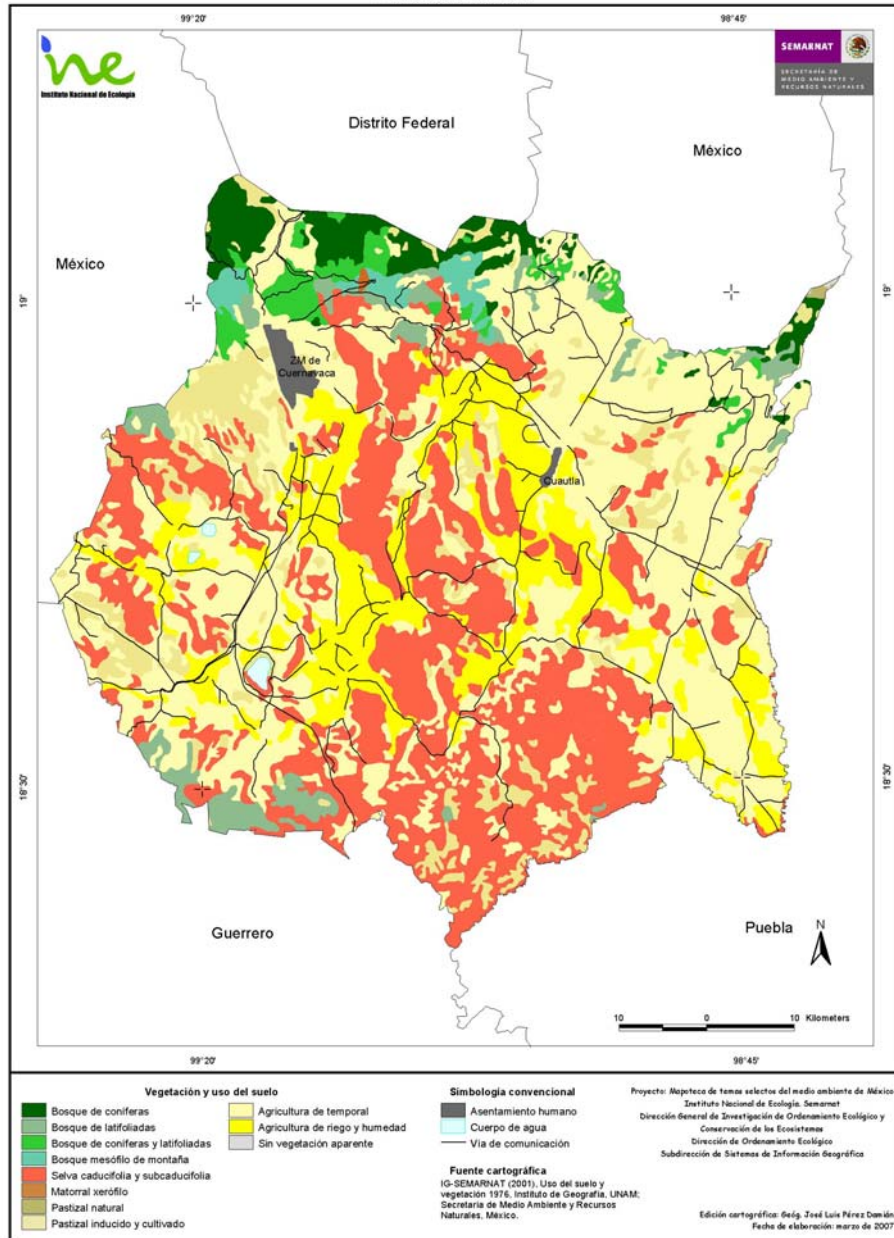 99°20'
98°45'
ine
Instituto Nacional de Ecología
SEMARNAT
SECRETARÍA DE
MEDIO AMBIENTE Y
RECURSOS NATURALES
Distrito Federal
México
México
19°
19°
ZM de
Cuernavaca
Cuautla
18°30'
18°30'
Guerrero
Puebla
N
10 0 10 Kilometers
99°20'
98°45'
Vegetación y uso del suelo
Bosque de coníferas
Bosque de latifoliadas
Bosque de coníferas y latifoliadas
Bosque mesófilo de montaña
Selva caducifolia y subcaducifolia
Matorral xerófilo
Pastizal natural
Pastizal inducido y cultivado
Agricultura de temporal
Agricultura de riego y humedad
Sin vegetación aparente
Simbología convencional
Asentamiento humano
Cuerpo de agua
Vía de comunicación
Fuente cartográfica
IG-SEMARNAT (2001), Uso del suelo y
vegetación 1976, Instituto de Geografía, UNAM;
Secretaria de Medio Ambiente y Recursos
Naturales, México.
Proyecto: Mapoteca de temas selectos del medio ambiente de México
Instituto Nacional de Ecología, Semarnat
Dirección General de Investigación de Ordenamiento Ecológico y
Conservación de los Ecosistemas
Dirección de Ordenamiento Ecológico
Subdirección de Sistemas de Información Geográfica
Edición cartográfica: Geóg. José Luis Pérez Damián
Fecha de elaboración: marzo de 2007